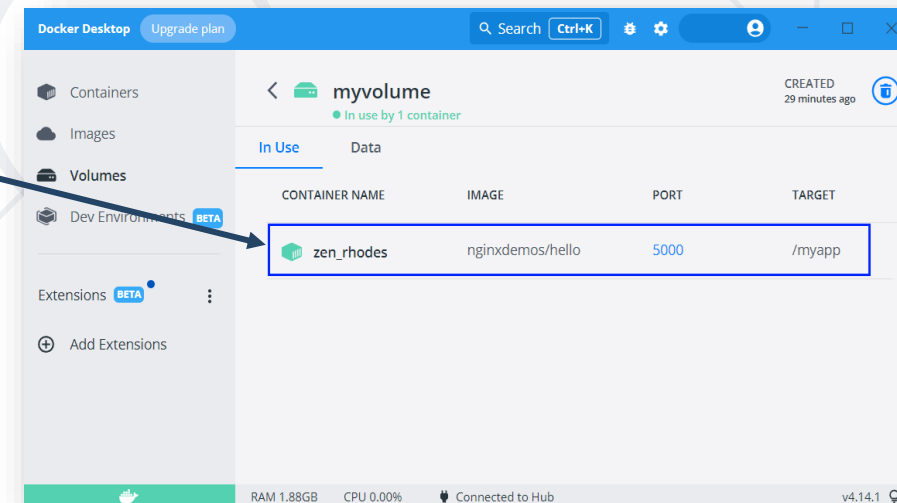 Docker Desktop Upgrade plan Search Ctrl+K
Containers
Images
Volumes
Dev Environments BETA
Extensions BETA
Add Extensions
myvolume
In use by 1 container
CREATED
29 minutes ago
In Use Data
CONTAINER NAME IMAGE PORT TARGET
zen_rhodes nginxdemos/hello 5000 /myapp
RAM 1.88GB CPU 0.00% Connected to Hub v4.14.1